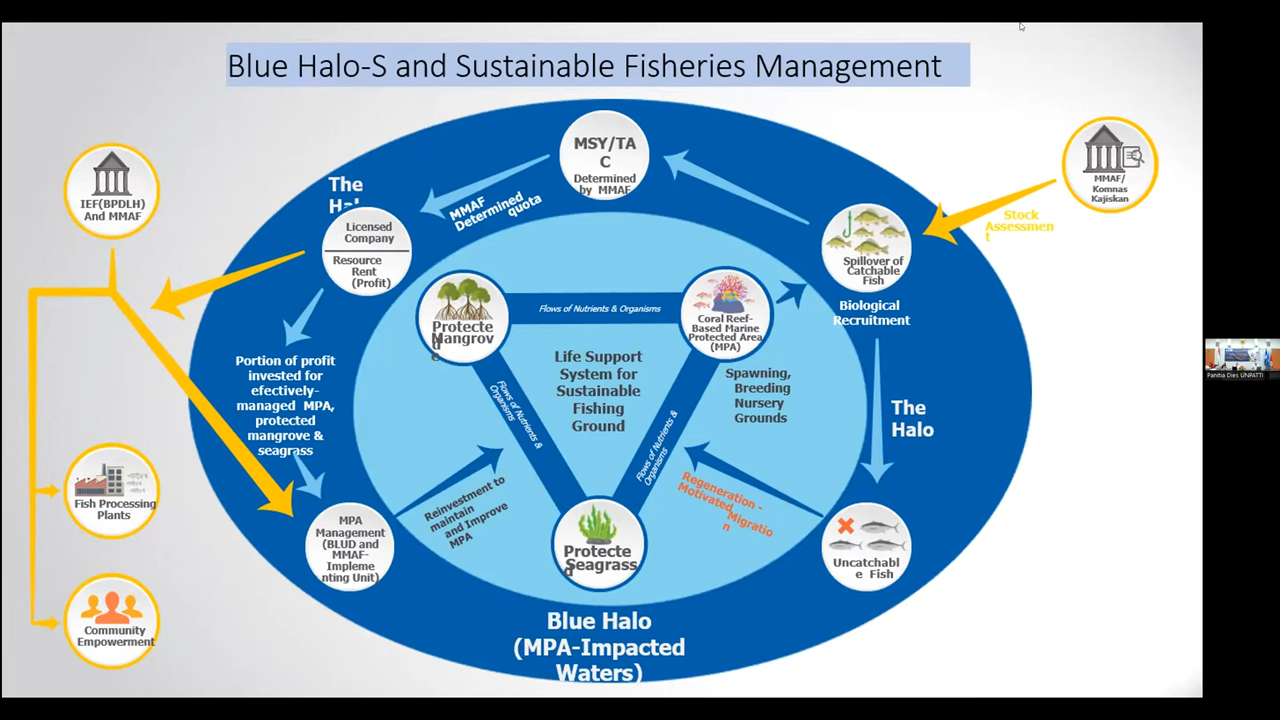 Blue Halo-S and Sustainable Fisheries Management
IEF(BPDLH)
And MMAF
The
Hal
Licensed
Company
Resource
Rent
(Profit)
MMAF
Determined
quota
MSY/TA
C
Determined
by MMAF
Spillover of
Catchable
Fish
Biological
Recruitment
MMAF/
Komnas
Kajiskan
Stock
Assessmen
t
Protecte
d
Mangrov
e
Flows of Nutrients & Organisms
Coral Reef-
Based Marine
Protected Area
(MPA)
Life Support
System for
Sustainable
Fishing
Ground
Spawning,
Breeding
Nursery
Grounds
Flows of Nutrients &
Organisms
Flows of Nutrients &
Organisms
Portion of profit
invested for
efectively-
managed MPA,
protected
mangrove &
seagrass
The
Halo
Reinvestment to
maintain
and Improve
MPA
Regeneration -
Motivated
Migratio
n
Fish Processing
Plants
MPA
Management
(BLUD and
MMAF-
Impleme
nting Unit)
Protecte
d
Seagrass
Uncatchabl
e Fish
Community
Empowerment
Blue Halo
(MPA-Impacted
Waters)
Panitia Dies UNPATTI